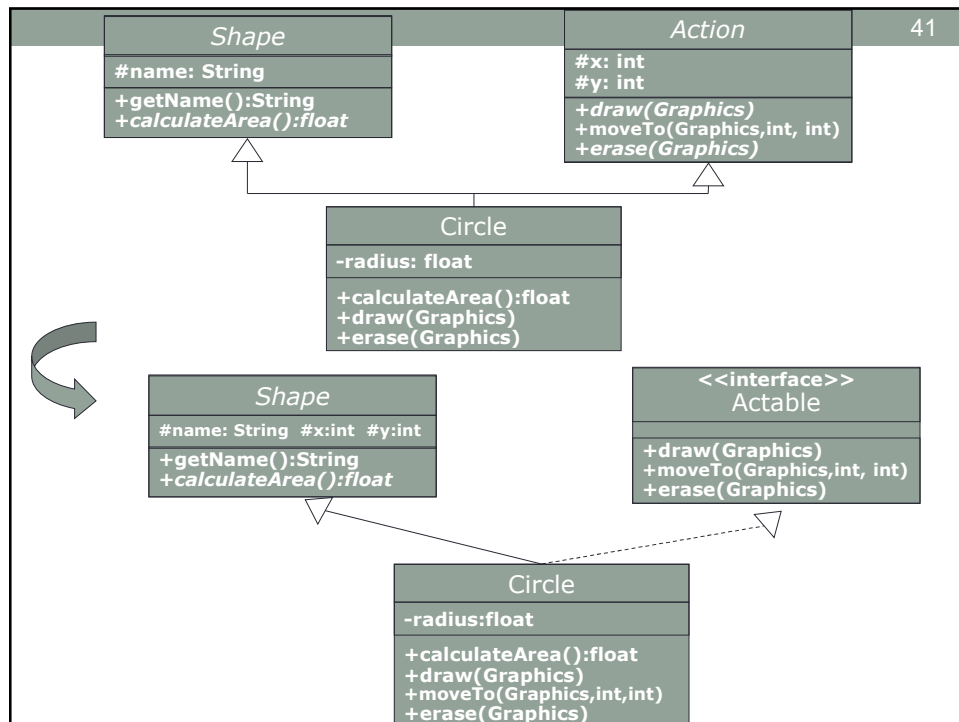 41
Shape
#name: String
+getName():String
+calculateArea():float
Action
#x: int
#y: int
+draw(Graphics)
+moveTo(Graphics,int, int)
+erase(Graphics)
Circle
-radius: float
+calculateArea():float
+draw(Graphics)
+erase(Graphics)
Shape
#name: String #x:int #y:int
+getName():String
+calculateArea():float
<<interface>>
Actable
+draw(Graphics)
+moveTo(Graphics,int, int)
+erase(Graphics)
Circle
-radius:float
+calculateArea():float
+draw(Graphics)
+moveTo(Graphics,int,int)
+erase(Graphics)